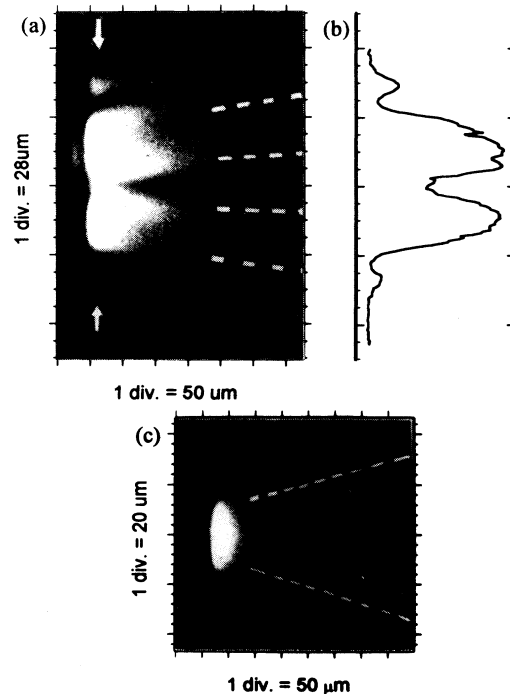 (a)
(b)
1 div. = 28um
1 div. = 50 um
(c)
1 div. = 20 um
1 div. = 50 μm